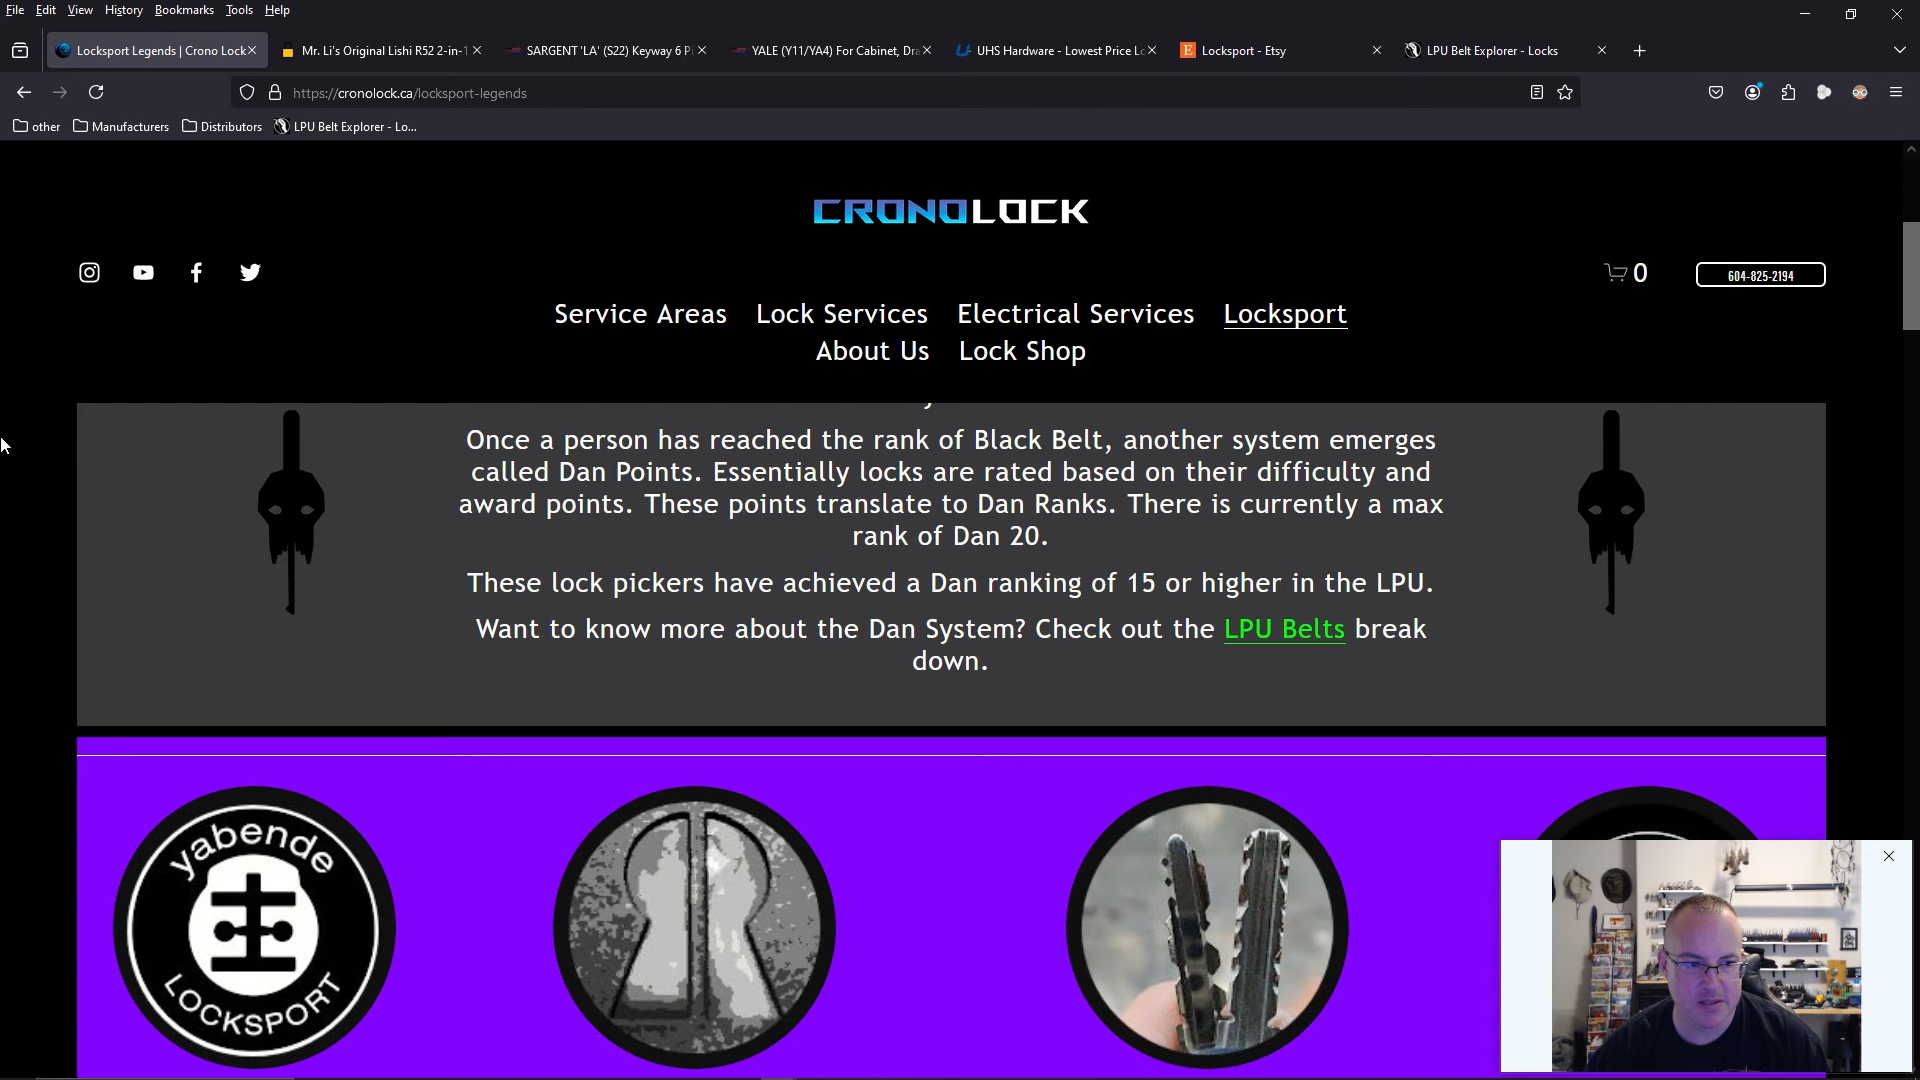 File Edit View History Bookmarks Tools Help
Locksport Legends | Crono Lock
Mr. Li's Original Lishi R52 2-in-1
SARGENT 'LA' (S22) Keyway 6 Pi
YALE (Y11/YA4) For Cabinet, Dra
UHS Hardware - Lowest Price Lo
Locksport - Etsy
LPU Belt Explorer - Locks
https://cronolock.ca/locksport-legends
other Manufacturers Distributors LPU Belt Explorer - Lo...
CRONOLOCK
0
604-825-2194
Service Areas Lock Services Electrical Services Locksport
About Us Lock Shop
Once a person has reached the rank of Black Belt, another system emerges
called Dan Points. Essentially locks are rated based on their difficulty and
award points. These points translate to Dan Ranks. There is currently a max
rank of Dan 20.
These lock pickers have achieved a Dan ranking of 15 or higher in the LPU.
Want to know more about the Dan System? Check out the LPU Belts break
down.
yabende
LOCKSPORT